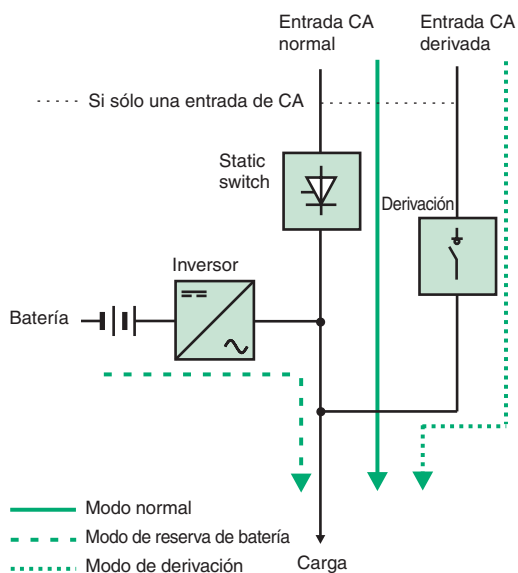 Entrada CA
normal
Entrada CA
derivada
Si sólo una entrada de CA
Static
switch
Derivación
Inversor
Batería
Modo normal
Modo de reserva de batería
Modo de derivación
Carga